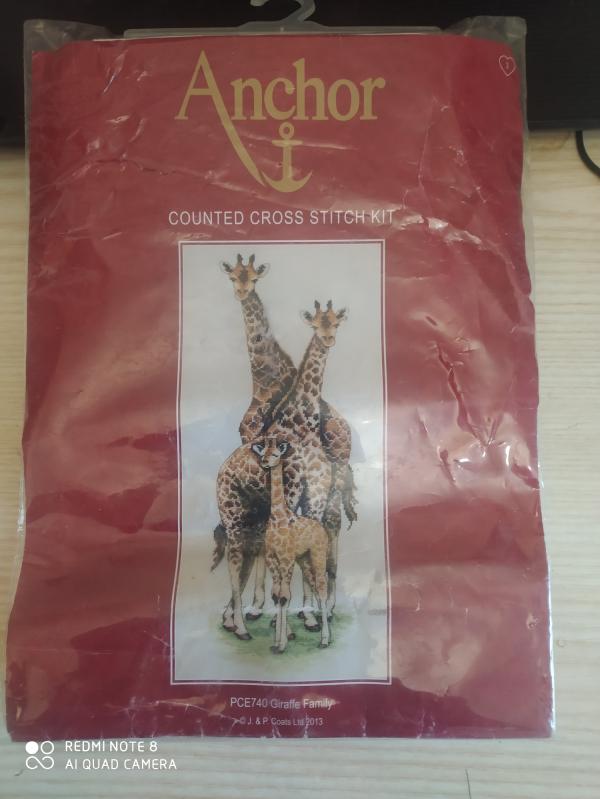 Anchor
COUNTED CROSS STITCH KIT
PCE740 Giraffe Family
© J. & P. Coats Ltd 2013
REDMI NOTE 8
AI QUAD CAMERA